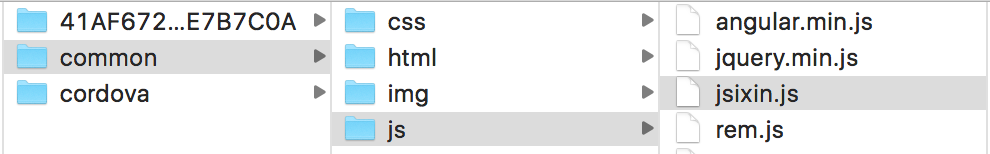 41AF672...E7B7C0A
common
cordova
css
html
img
js
angular.min.js
jquery.min.js
jsixin.js
rem.js